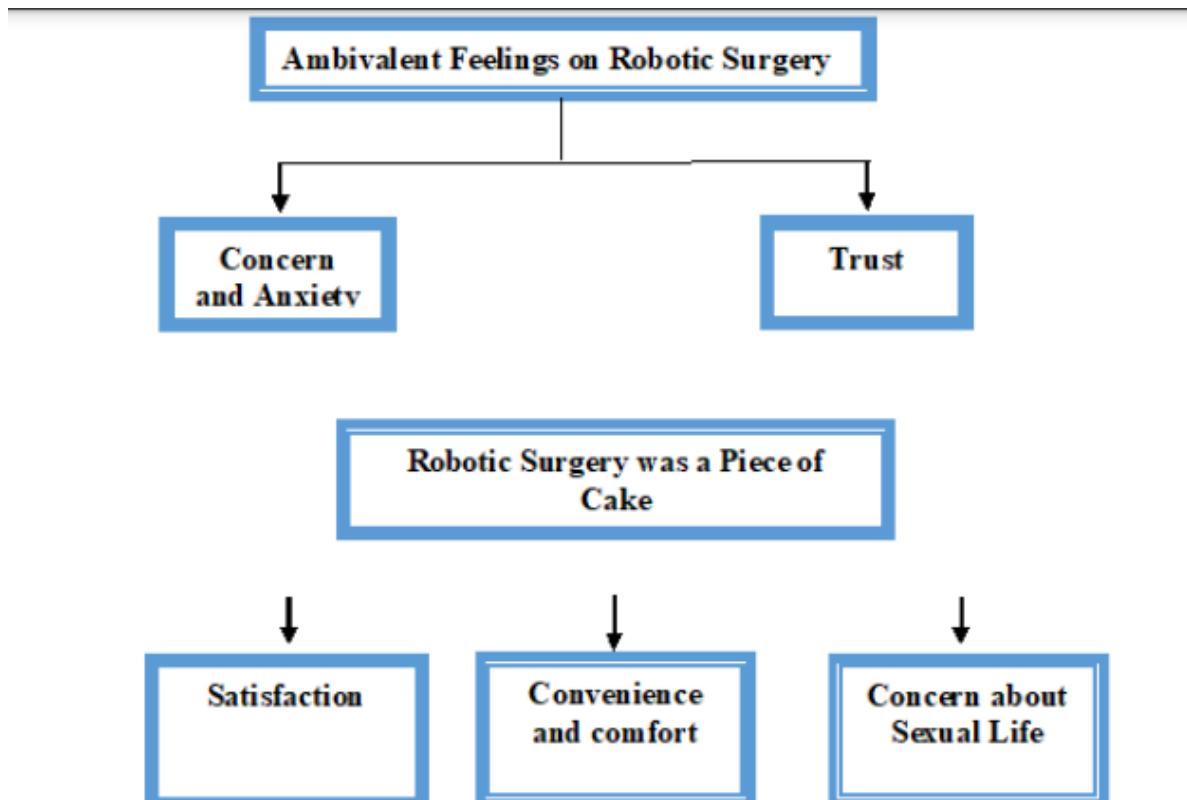 Ambivalent Feelings on Robotic Surgery
Concern
and Anxiety
Trust
Robotic Surgery was a Piece of
Cake
Satisfaction
Convenience
and comfort
Concern about
Sexual Life